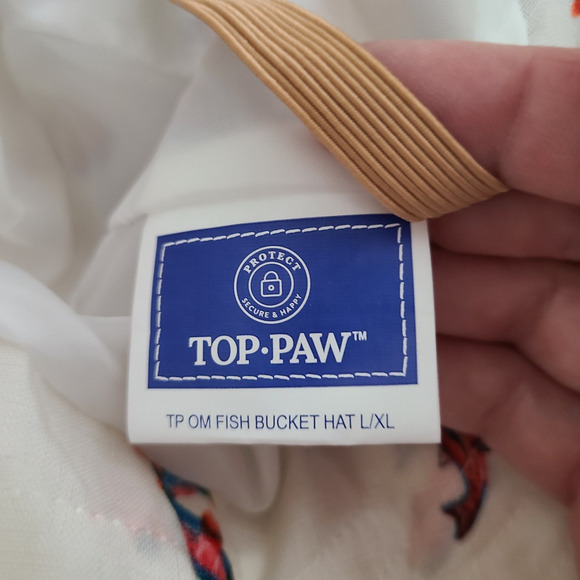 PROTECT
SECURE & HAPPY
TOP•PAW™
TP OM FISH BUCKET HAT L/XL